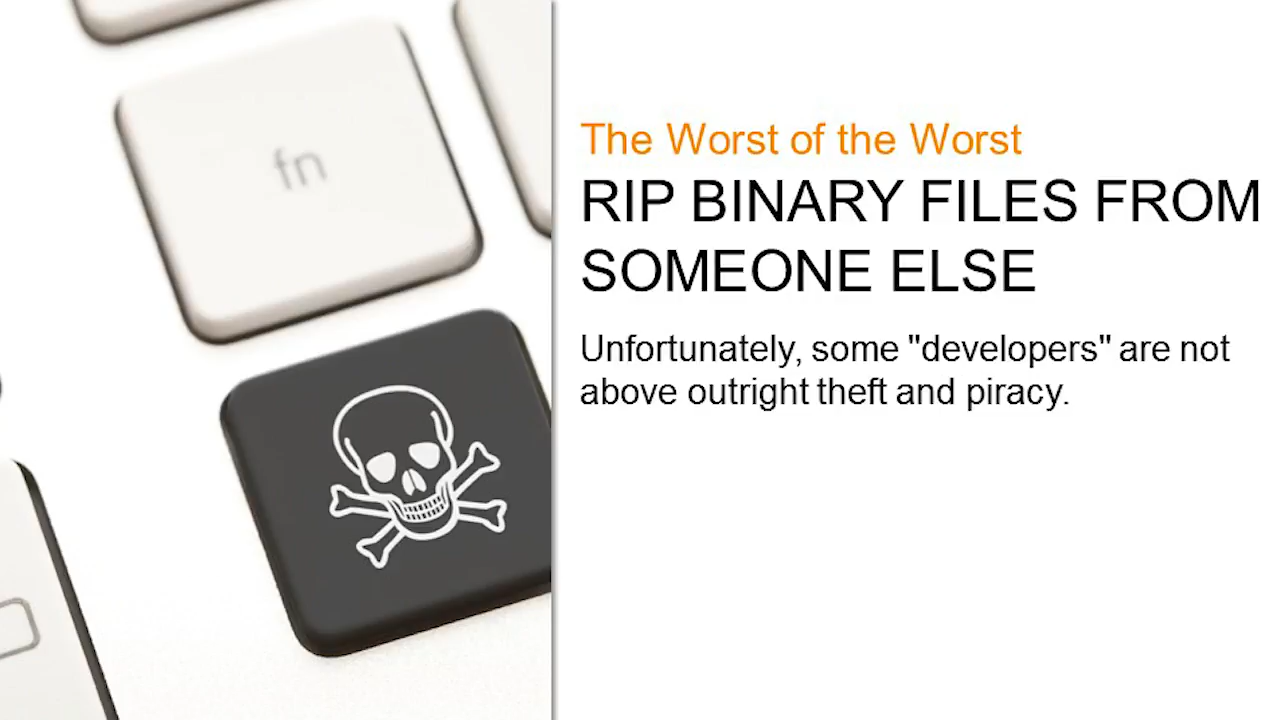 fn
The Worst of the Worst
RIP BINARY FILES FROM
SOMEONE ELSE
Unfortunately, some "developers" are not
above outright theft and piracy.